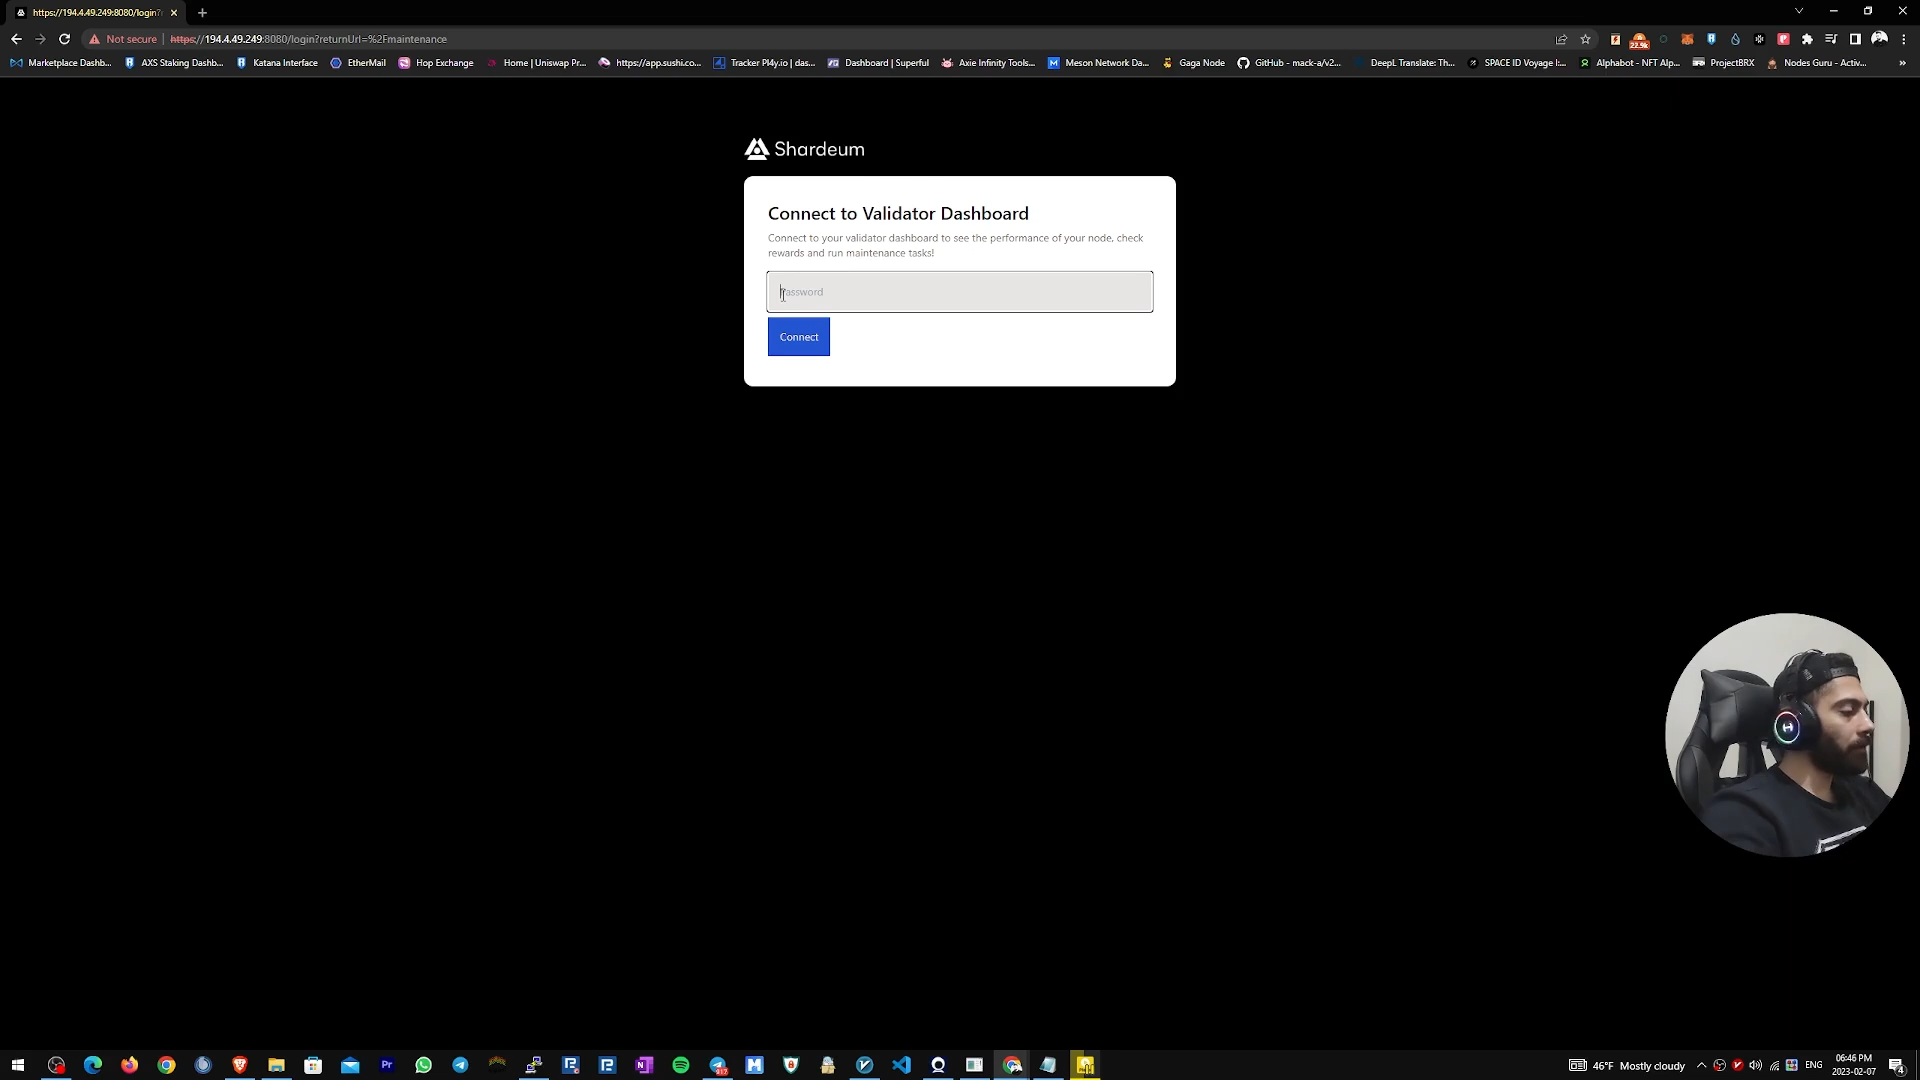 https://194.4.49.249:8080/login?r
Not secure
https://194.4.49.249:8080/login?returnUrl=%2Fmaintenance
22.9k
Marketplace Dashb...
AXS Staking Dashb...
Katana Interface
EtherMail
Hop Exchange
Home | Uniswap Pr...
https://app.sushi.co...
Tracker Pl4y.io | das...
Dashboard | Superful
Axie Infinity Tools...
Meson Network Da...
Gaga Node
GitHub - mack-a/v2...
DeepL Translate: Th...
SPACE ID Voyage I:...
Alphabot - NFT Alp...
ProjectBRX
Nodes Guru - Activ...
»
Shardeum
Connect to Validator Dashboard
Connect to your validator dashboard to see the performance of your node, check
rewards and run maintenance tasks!
Password
Connect
Pr
46°F Mostly cloudy
ENG
06:46 PM
2023-02-07
4